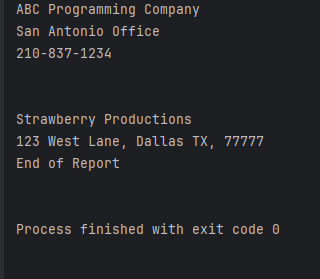 ABC Programming Company
San Antonio Office
210-837-1234
Strawberry Productions
123 West Lane, Dallas TX, 77777
End of Report
Process finished with exit code 0